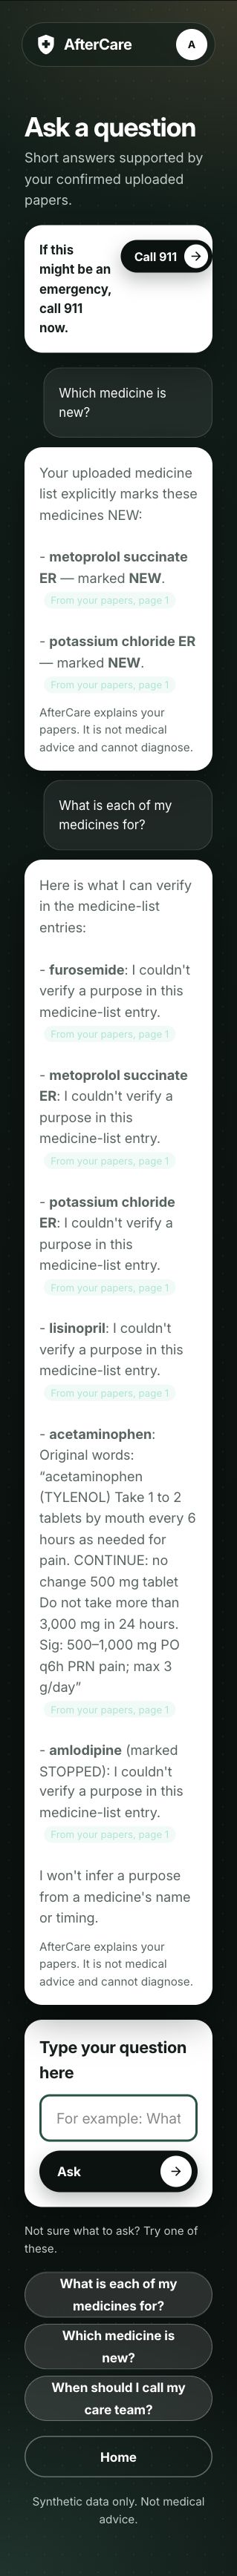 AfterCare
A
Ask a question
Short answers supported by
your confirmed uploaded
papers.
If this
might be an
emergency,
call 911
now.
Call 911
Which medicine is
new?
Your uploaded medicine
list explicitly marks these
medicines NEW:
- metoprolol succinate
ER — marked NEW.
From your papers, page 1
- potassium chloride ER
— marked NEW.
From your papers, page 1
AfterCare explains your
papers. It is not medical
advice and cannot diagnose.
What is each of my
medicines for?
Here is what I can verify
in the medicine-list
entries:
- furosemide: I couldn't
verify a purpose in this
medicine-list entry.
From your papers, page 1
- metoprolol succinate
ER: I couldn't verify a
purpose in this
medicine-list entry.
From your papers, page 1
- potassium chloride
ER: I couldn't verify a
purpose in this
medicine-list entry.
From your papers, page 1
- lisinopril: I couldn't
verify a purpose in this
medicine-list entry.
From your papers, page 1
- acetaminophen:
Original words:
“acetaminophen
(TYLENOL) Take 1 to 2
tablets by mouth every 6
hours as needed for
pain. CONTINUE: no
change 500 mg tablet
Do not take more than
3,000 mg in 24 hours.
Sig: 500–1,000 mg PO
q6h PRN pain; max 3
g/day”
From your papers, page 1
- amlodipine (marked
STOPPED): I couldn't
verify a purpose in this
medicine-list entry.
From your papers, page 1
I won't infer a purpose
from a medicine's name
or timing.
AfterCare explains your
papers. It is not medical
advice and cannot diagnose.
Type your question
here
For example: What
Ask
Not sure what to ask? Try one of
these.
What is each of my
medicines for?
Which medicine is
new?
When should I call my
care team?
Home
Synthetic data only. Not medical
advice.